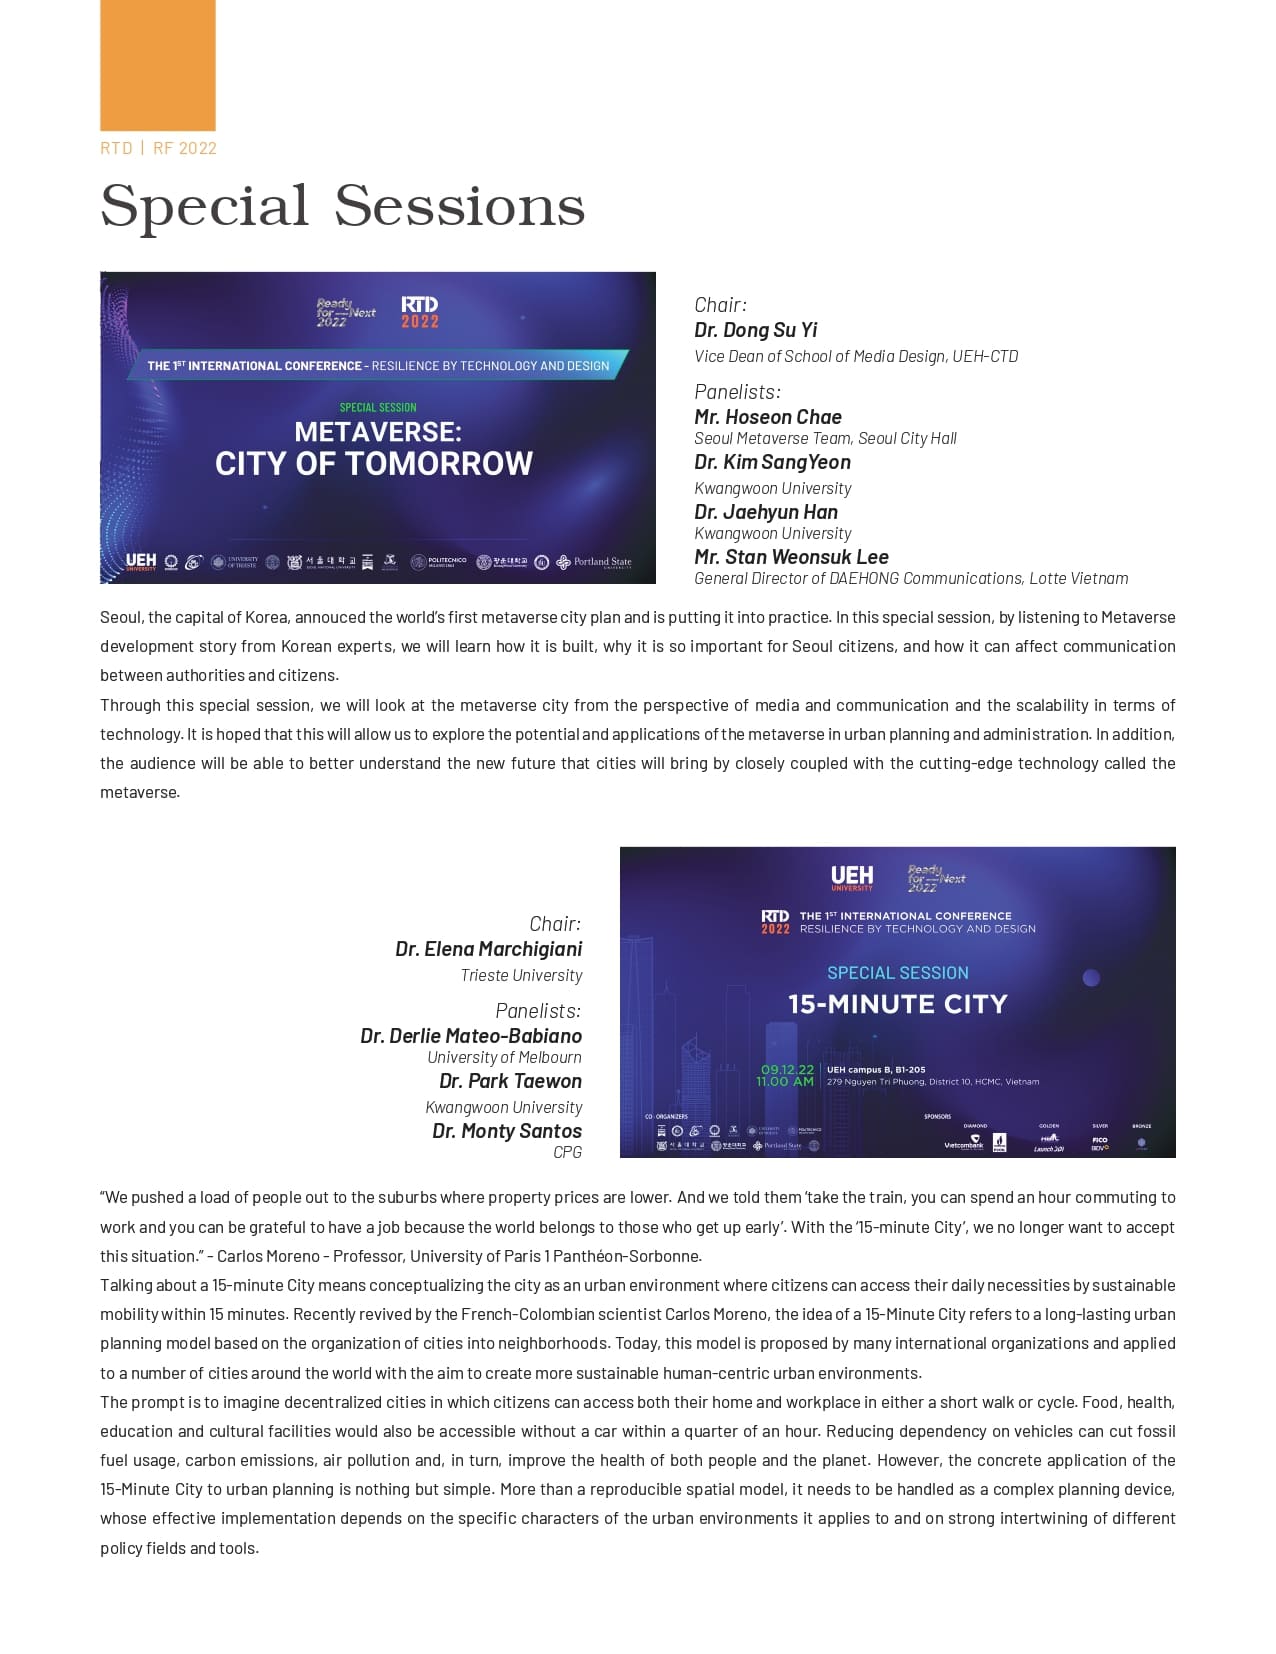 RTD | RF 2022
Special Sessions
Ready
for—Next
2022
RTD
2022
THE 1ST INTERNATIONAL CONFERENCE - RESILIENCE BY TECHNOLOGY AND DESIGN
SPECIAL SESSION
METAVERSE:
CITY OF TOMORROW
UEH
UNIVERSITY
UNIVERSITY
OF TRIESTE
서울대학교
POLITECNICO
MILANO 1863
광운대학교
Portland State
UNIVERSITY
Chair:
Dr. Dong Su Yi
Vice Dean of School of Media Design, UEH-CTD
Panelists:
Mr. Hoseon Chae
Seoul Metaverse Team, Seoul City Hall
Dr. Kim SangYeon
Kwangwoon University
Dr. Jaehyun Han
Kwangwoon University
Mr. Stan Weonsuk Lee
General Director of DAEHONG Communications, Lotte Vietnam
Seoul, the capital of Korea, annouced the world’s first metaverse city plan and is putting it into practice. In this special session, by listening to Metaverse
development story from Korean experts, we will learn how it is built, why it is so important for Seoul citizens, and how it can affect communication
between authorities and citizens.
Through this special session, we will look at the metaverse city from the perspective of media and communication and the scalability in terms of
technology. It is hoped that this will allow us to explore the potential and applications of the metaverse in urban planning and administration. In addition,
the audience will be able to better understand the new future that cities will bring by closely coupled with the cutting-edge technology called the
metaverse.
Chair:
Dr. Elena Marchigiani
Trieste University
Panelists:
Dr. Derlie Mateo-Babiano
University of Melbourn
Dr. Park Taewon
Kwangwoon University
Dr. Monty Santos
CPG
UEH
UNIVERSITY
Ready
for—Next
2022
RTD
2022
THE 1ST INTERNATIONAL CONFERENCE
RESILIENCE BY TECHNOLOGY AND DESIGN
SPECIAL SESSION
15-MINUTE CITY
09.12.22
11.00 AM
UEH campus B, B1-205
279 Nguyen Tri Phuong, District 10, HCMC, Vietnam
CO - ORGANIZERS
서울대학교
광운대학교
Portland State
SPONSORS
DIAMOND
GOLDEN
SILVER
BRONZE
Vietcombank
Launch ZONE
FICO
BIDV
“We pushed a load of people out to the suburbs where property prices are lower. And we told them ‘take the train, you can spend an hour commuting to
work and you can be grateful to have a job because the world belongs to those who get up early’. With the ‘15-minute City’, we no longer want to accept
this situation.” - Carlos Moreno - Professor, University of Paris 1 Panthéon-Sorbonne.
Talking about a 15-minute City means conceptualizing the city as an urban environment where citizens can access their daily necessities by sustainable
mobility within 15 minutes. Recently revived by the French-Colombian scientist Carlos Moreno, the idea of a 15-Minute City refers to a long-lasting urban
planning model based on the organization of cities into neighborhoods. Today, this model is proposed by many international organizations and applied
to a number of cities around the world with the aim to create more sustainable human-centric urban environments.
The prompt is to imagine decentralized cities in which citizens can access both their home and workplace in either a short walk or cycle. Food, health,
education and cultural facilities would also be accessible without a car within a quarter of an hour. Reducing dependency on vehicles can cut fossil
fuel usage, carbon emissions, air pollution and, in turn, improve the health of both people and the planet. However, the concrete application of the
15-Minute City to urban planning is nothing but simple. More than a reproducible spatial model, it needs to be handled as a complex planning device,
whose effective implementation depends on the specific characters of the urban environments it applies to and on strong intertwining of different
policy fields and tools.